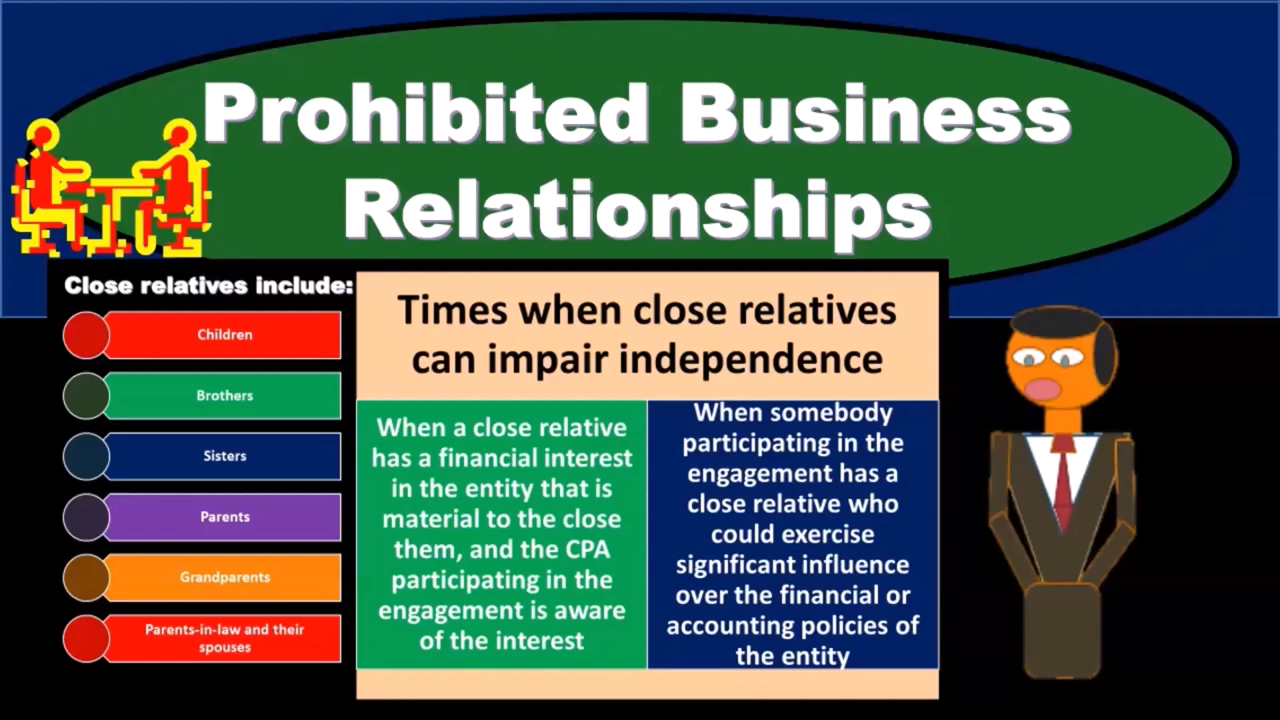 Prohibited Business
Relationships
Close relatives include:
Children
Brothers
Sisters
Parents
Grandparents
Parents-in-law and their
spouses
Times when close relatives
can impair independence
When a close relative
has a financial interest
in the entity that is
material to the close
them, and the CPA
participating in the
engagement is aware
of the interest
When somebody
participating in the
engagement has a
close relative who
could exercise
significant influence
over the financial or
accounting policies of
the entity